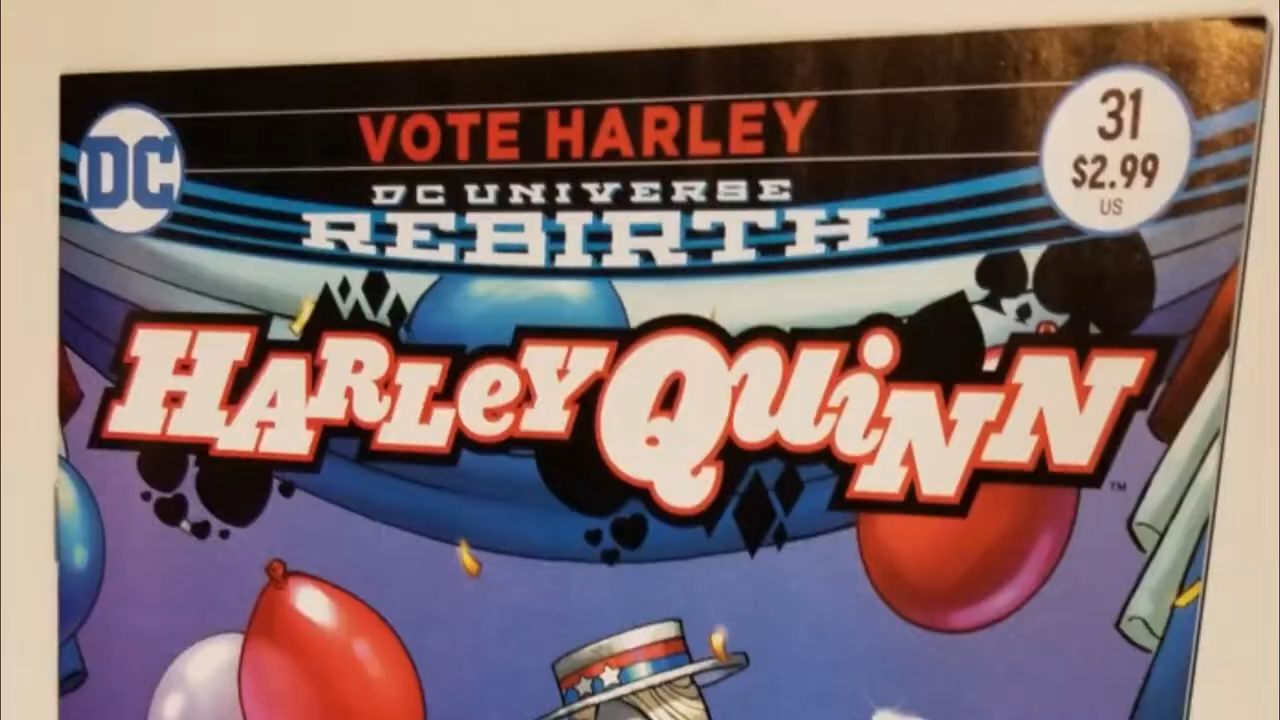 DC
VOTE HARLEY
DC UNIVERSE
REBIRTH
31
$2.99
US
HARLEY QUINN
TM